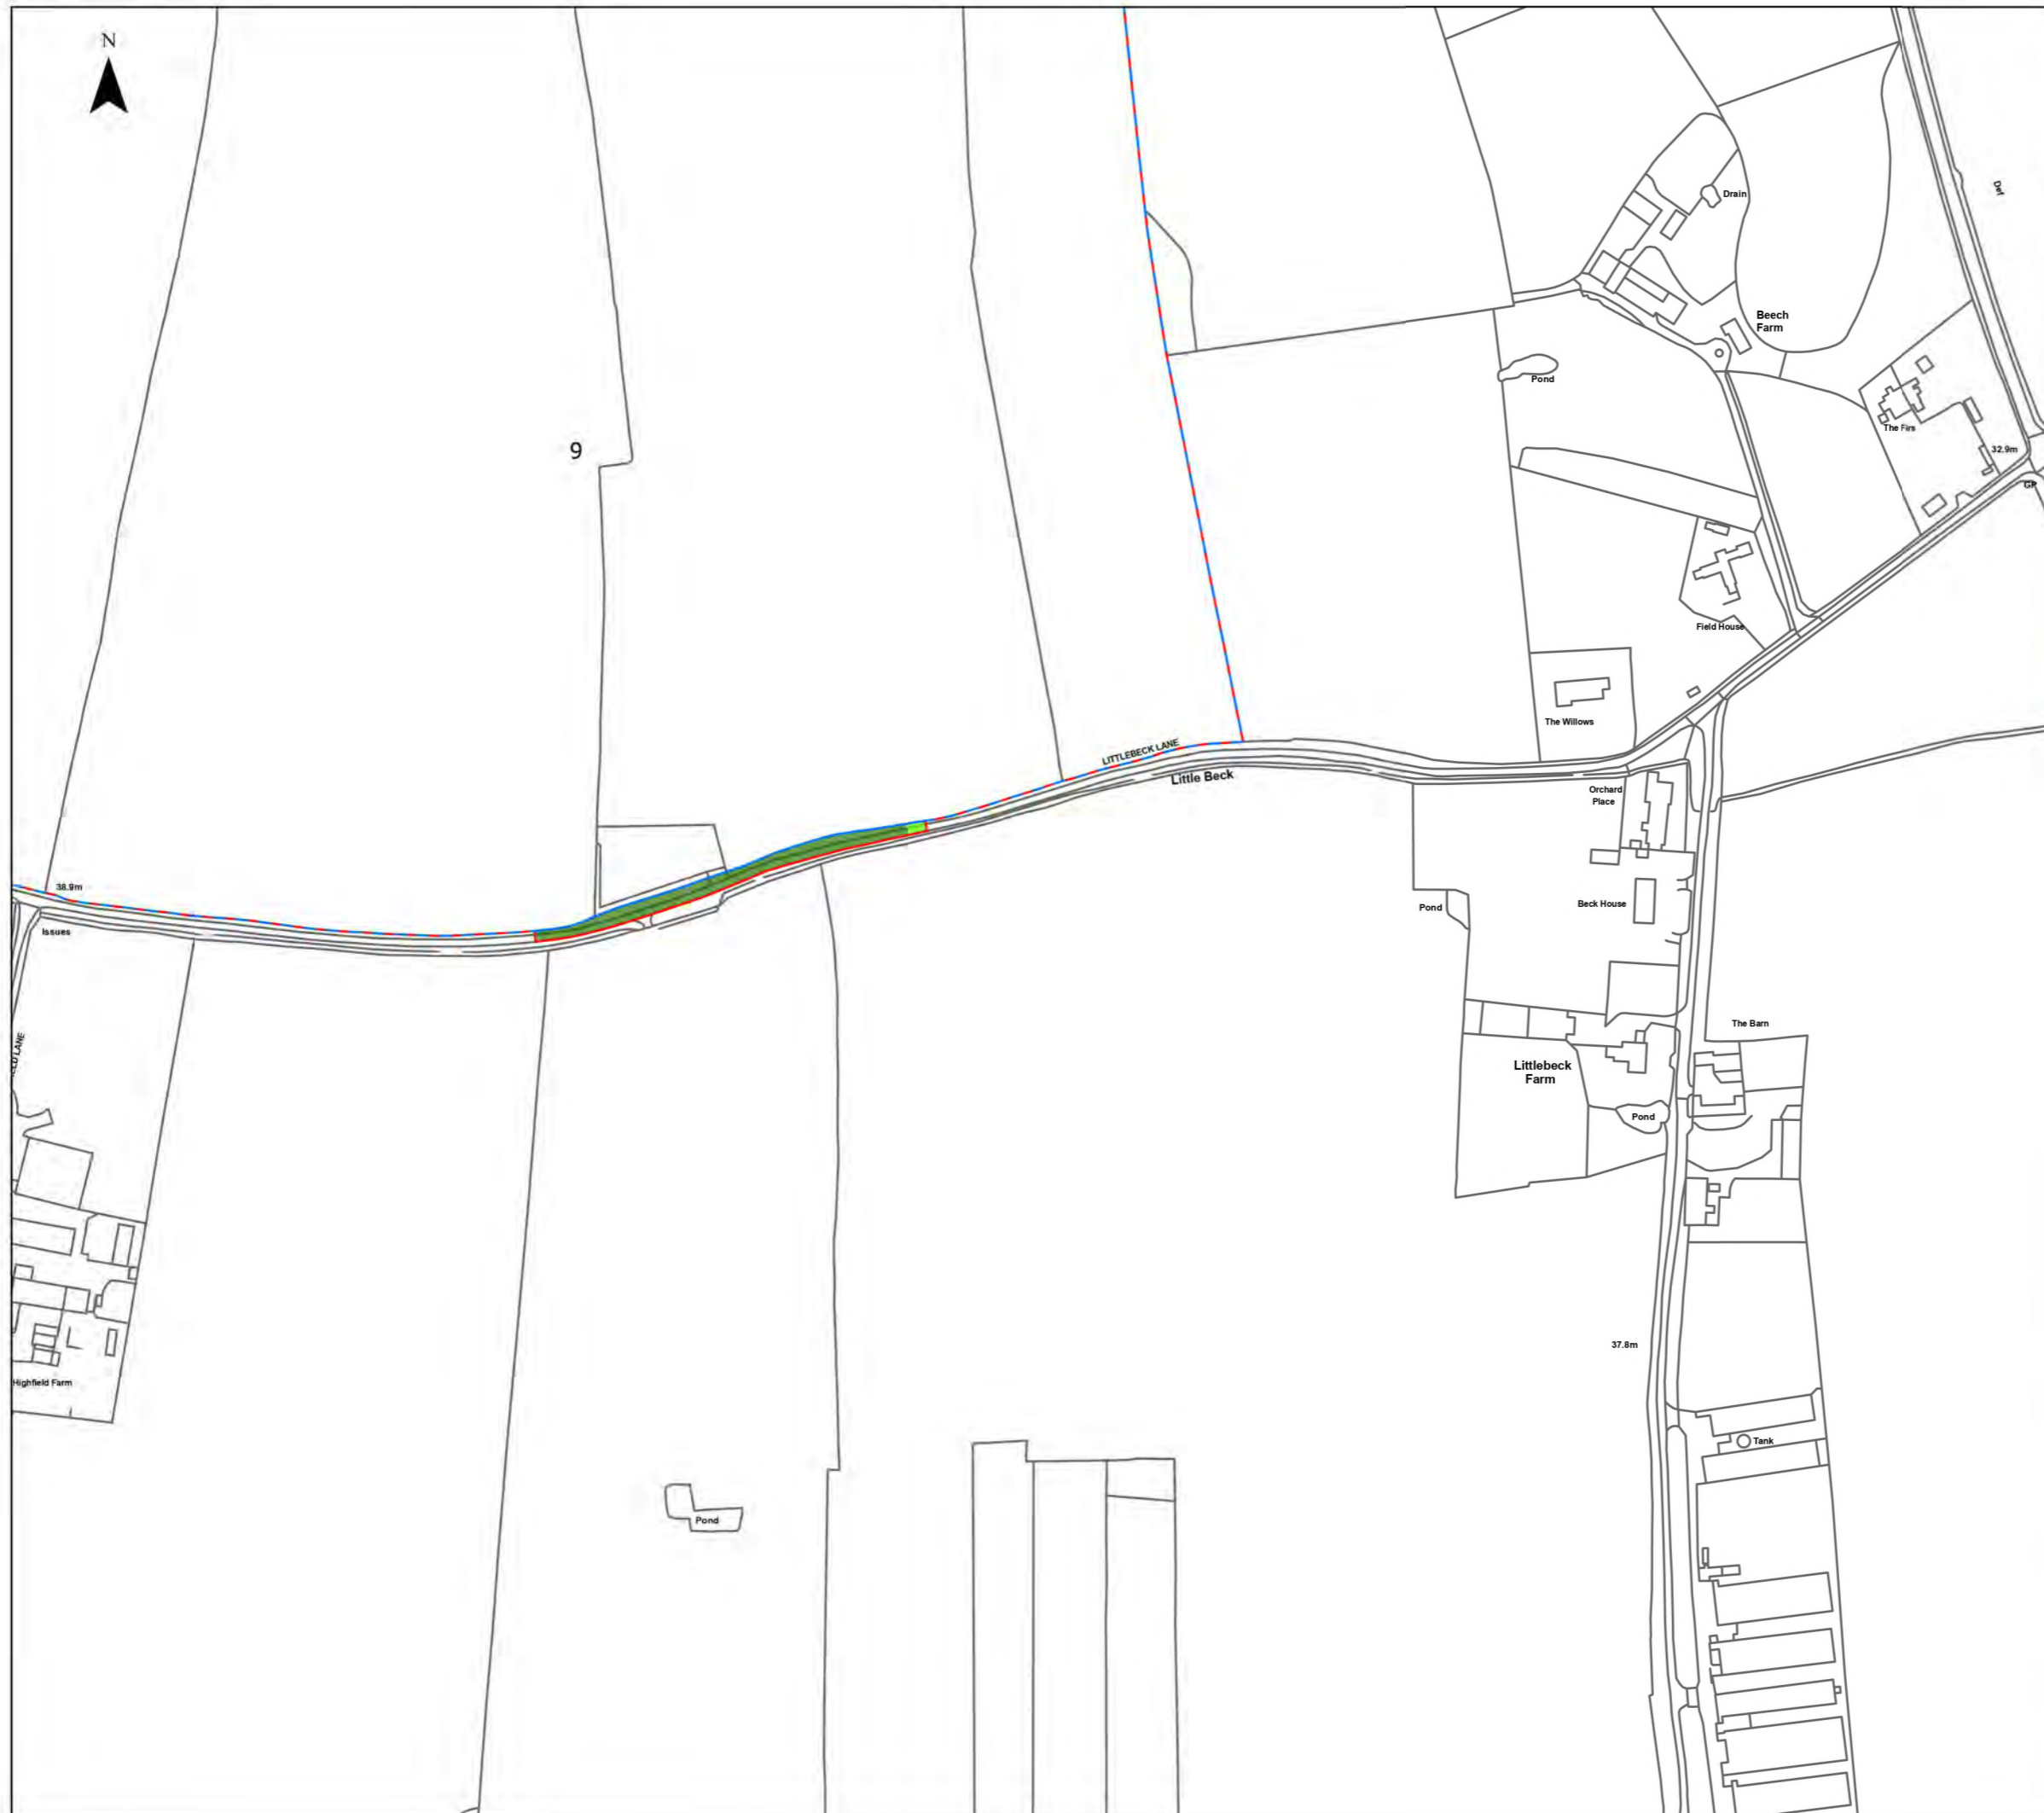 N
Drain
Def
Beech
Farm
Pond
The Firs
32.9m
9
GP
Field House
The Willows
LITTLEBECK LANE
Little Beck
Orchard
Place
38.9m
Beck House
Pond
Issues
The Barn
Littlebeck
Farm
Pond
37.8m
Highfield Farm
Tank
Pond